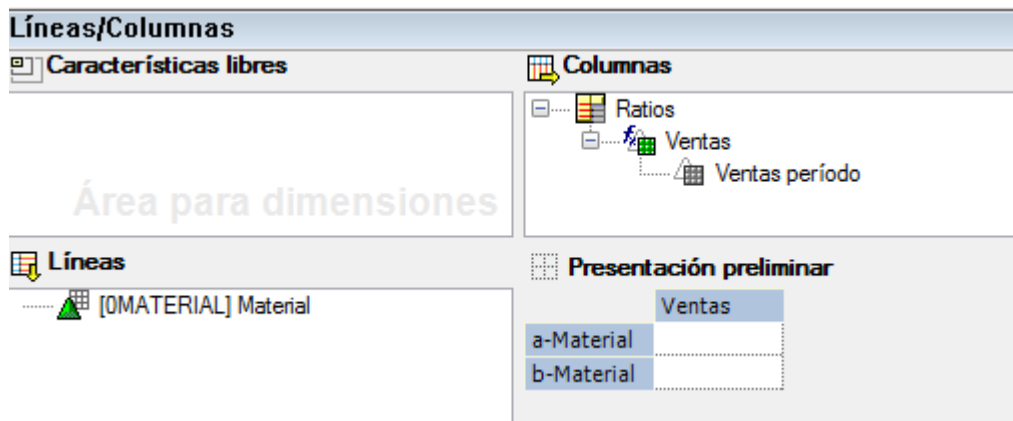 Líneas/Columnas
Características libres
Área para dimensiones
Columnas
Ratios
Ventas
Ventas período
Líneas
[0MATERIAL] Material
Presentación preliminar
Ventas
a-Material
b-Material